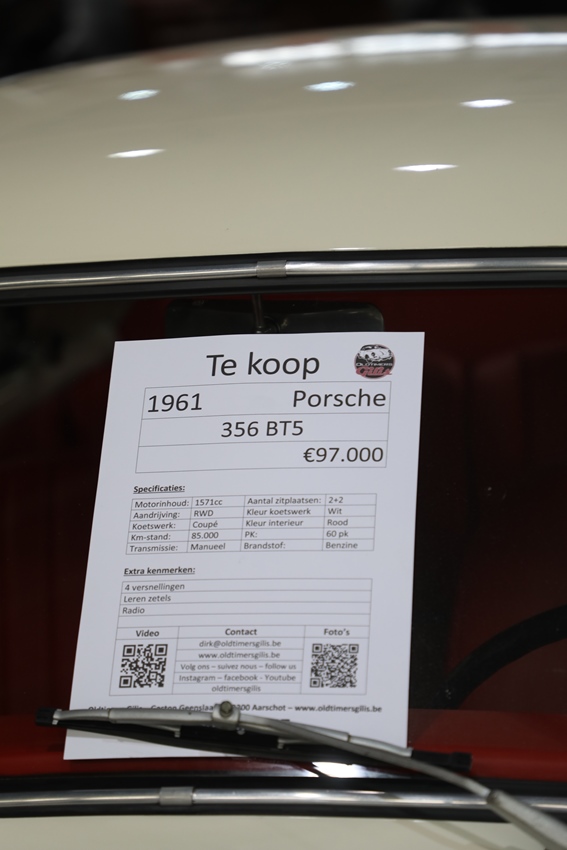 Te koop
OLDTIMERS
Gilis
1961 Porsche
356 BT5
€97.000
Specificaties:
Motorinhoud: 1571cc Aantal zitplaatsen: 2+2
Aandrijving: RWD Kleur koetswerk Wit
Koetswerk: Coupé Kleur interieur Rood
Km-stand: 85.000 PK: 60 pk
Transmissie: Manueel Brandstof: Benzine
Extra kenmerken:
4 versnellingen
Leren zetels
Radio
Video Contact Foto's
dirk@oldtimersgilis.be
www.oldtimersgilis.be
Volg ons – suivez nous – follow us
Instagram – facebook - Youtube
oldtimersgilis
Gaston Aarschot – www.oldtimersgilis.be